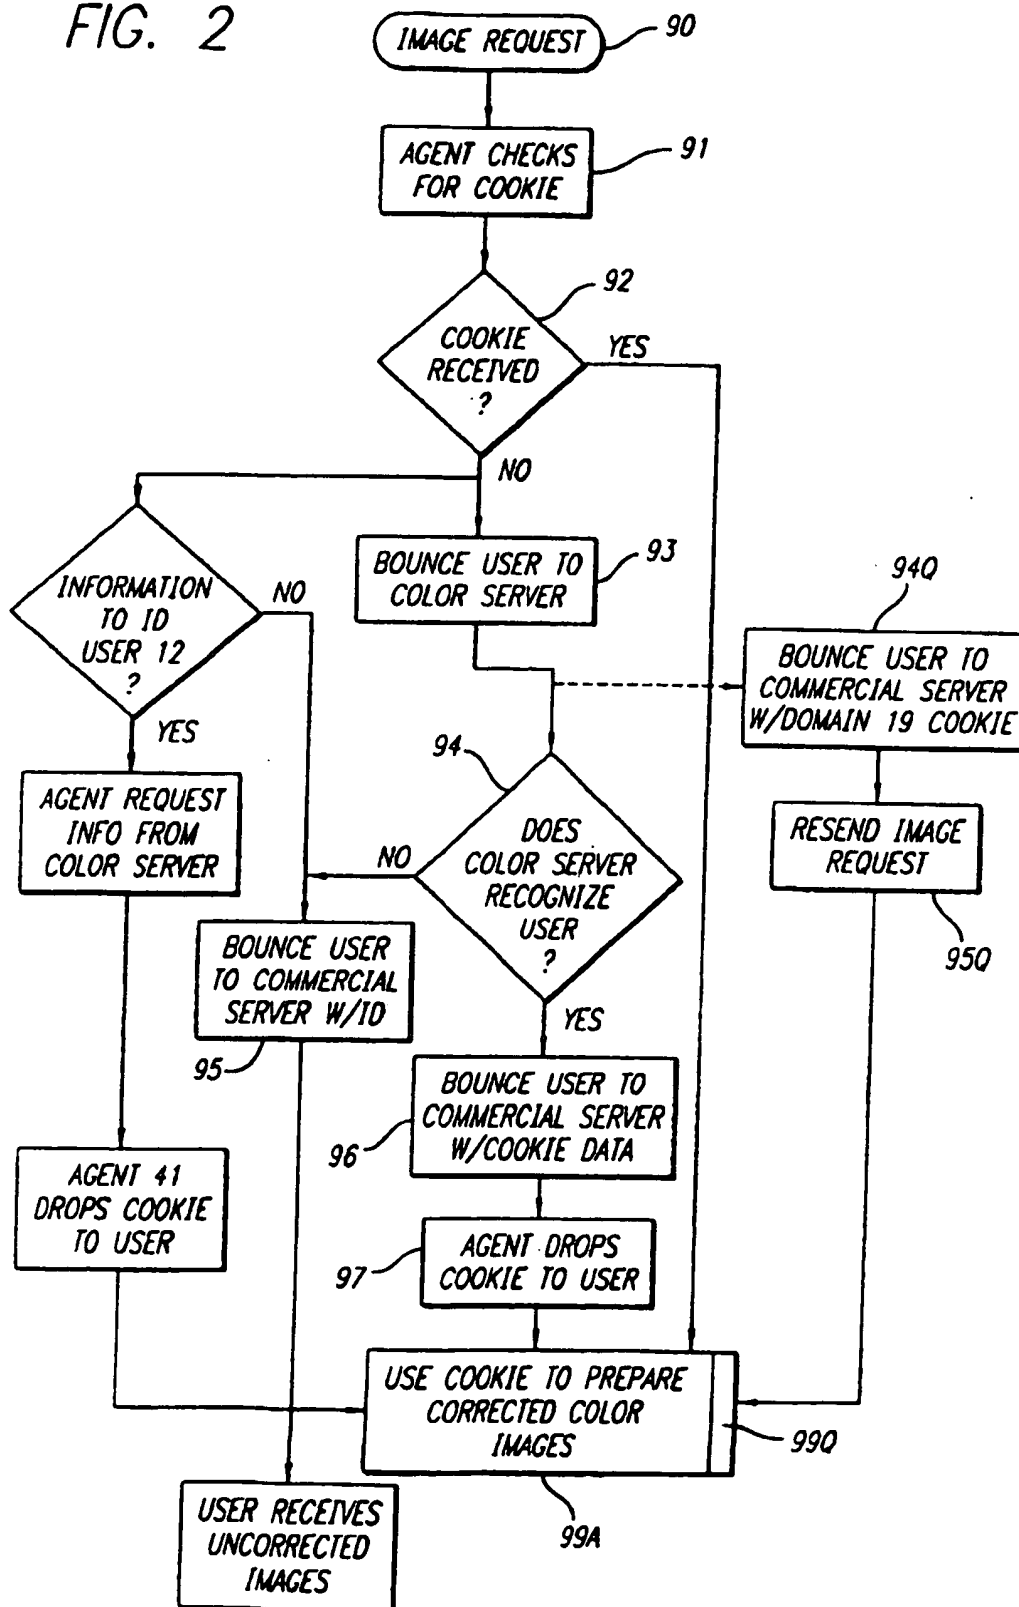 FIG. 2
IMAGE REQUEST
90
AGENT CHECKS
FOR COOKIE
91
92
COOKIE
RECEIVED
?
YES
NO
INFORMATION
TO ID
USER 12
?
NO
YES
BOUNCE USER TO
COLOR SERVER
93
94Q
BOUNCE USER TO
COMMERCIAL SERVER
W/DOMAIN 19 COOKIE
AGENT REQUEST
INFO FROM
COLOR SERVER
94
DOES
COLOR SERVER
RECOGNIZE
USER
?
NO
YES
RESEND IMAGE
REQUEST
95Q
BOUNCE USER
TO COMMERCIAL
SERVER W/ID
95
BOUNCE USER TO
COMMERCIAL SERVER
W/COOKIE DATA
96
AGENT 41
DROPS COOKIE
TO USER
AGENT DROPS
COOKIE TO USER
97
USE COOKIE TO PREPARE
CORRECTED COLOR
IMAGES
99Q
99A
USER RECEIVES
UNCORRECTED
IMAGES